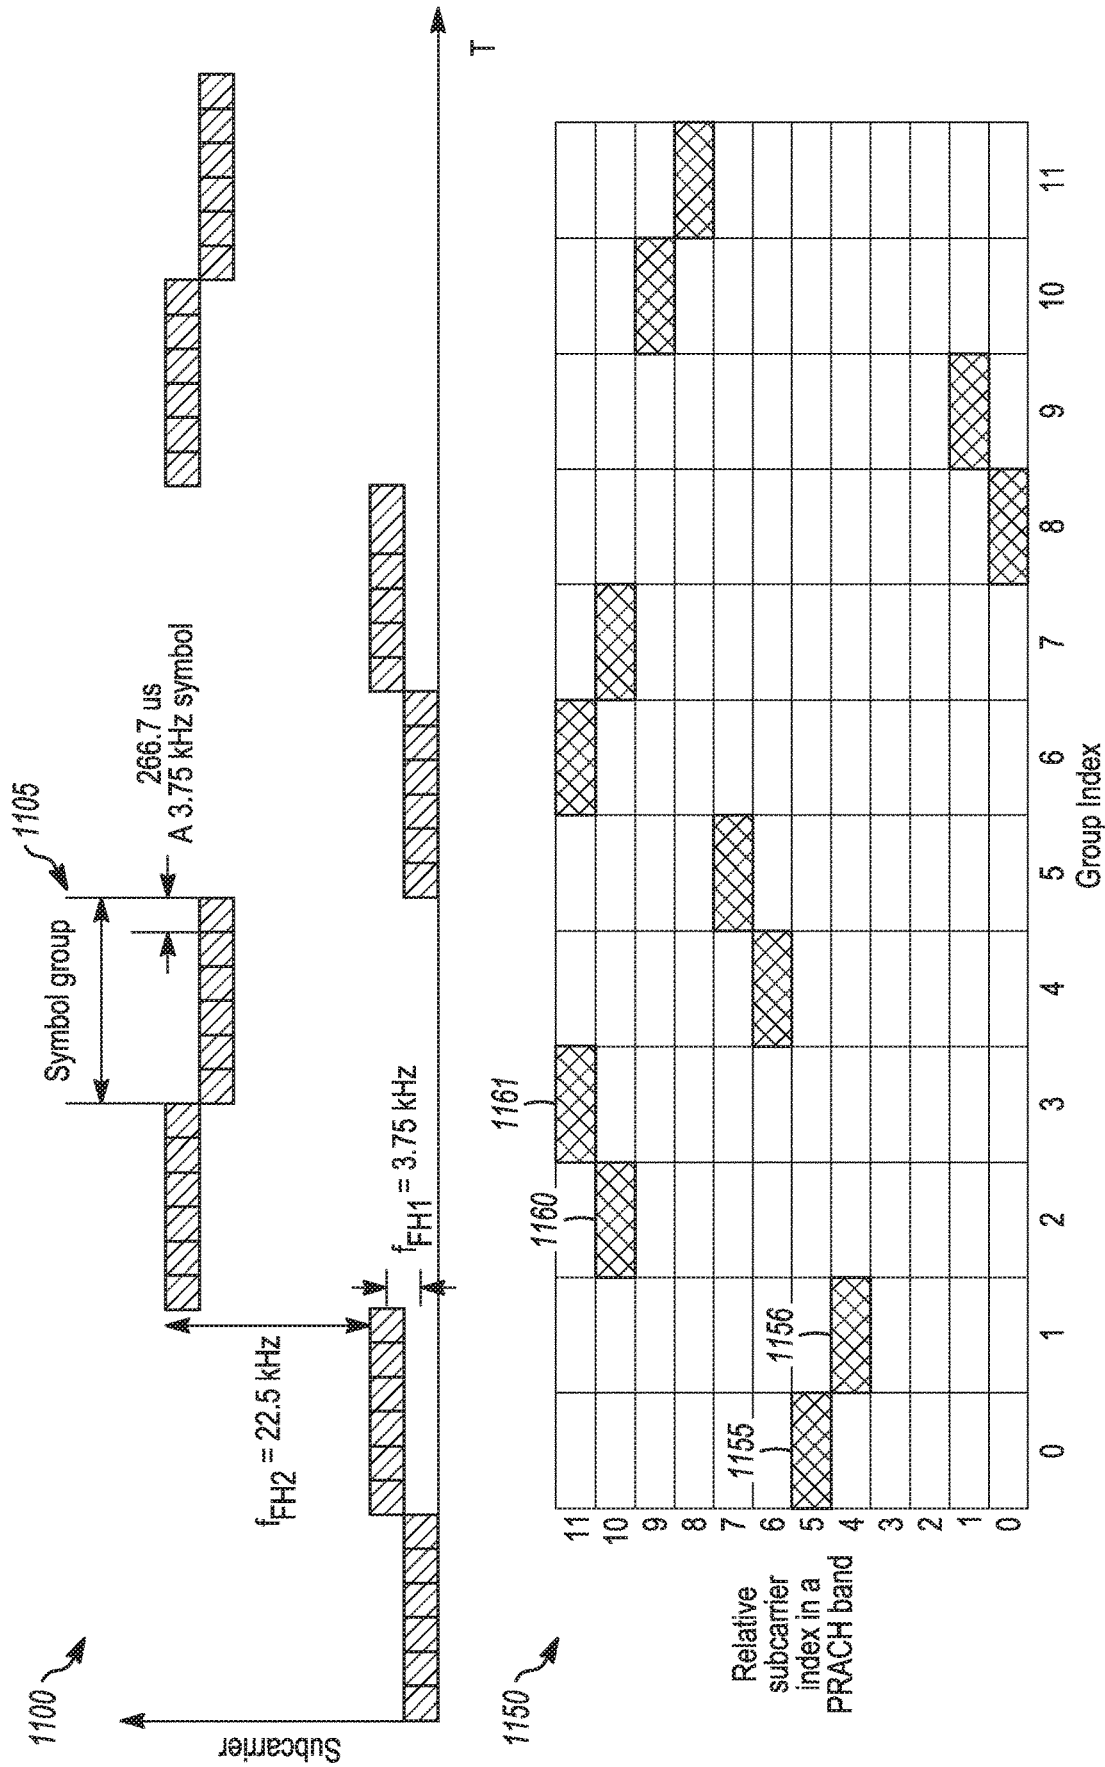 1100
Subcarrier
Symbol group
1105
266.7 us
A 3.75 kHz symbol
fFH2 = 22.5 kHz
fFH1 = 3.75 kHz
T
1150
Relative
subcarrier
index in a
PRACH band
11
10
9
8
7
6
5
4
3
2
1
0
1155
1156
1160
1161
0 1 2 3 4 5 6 7 8 9 10 11
Group Index